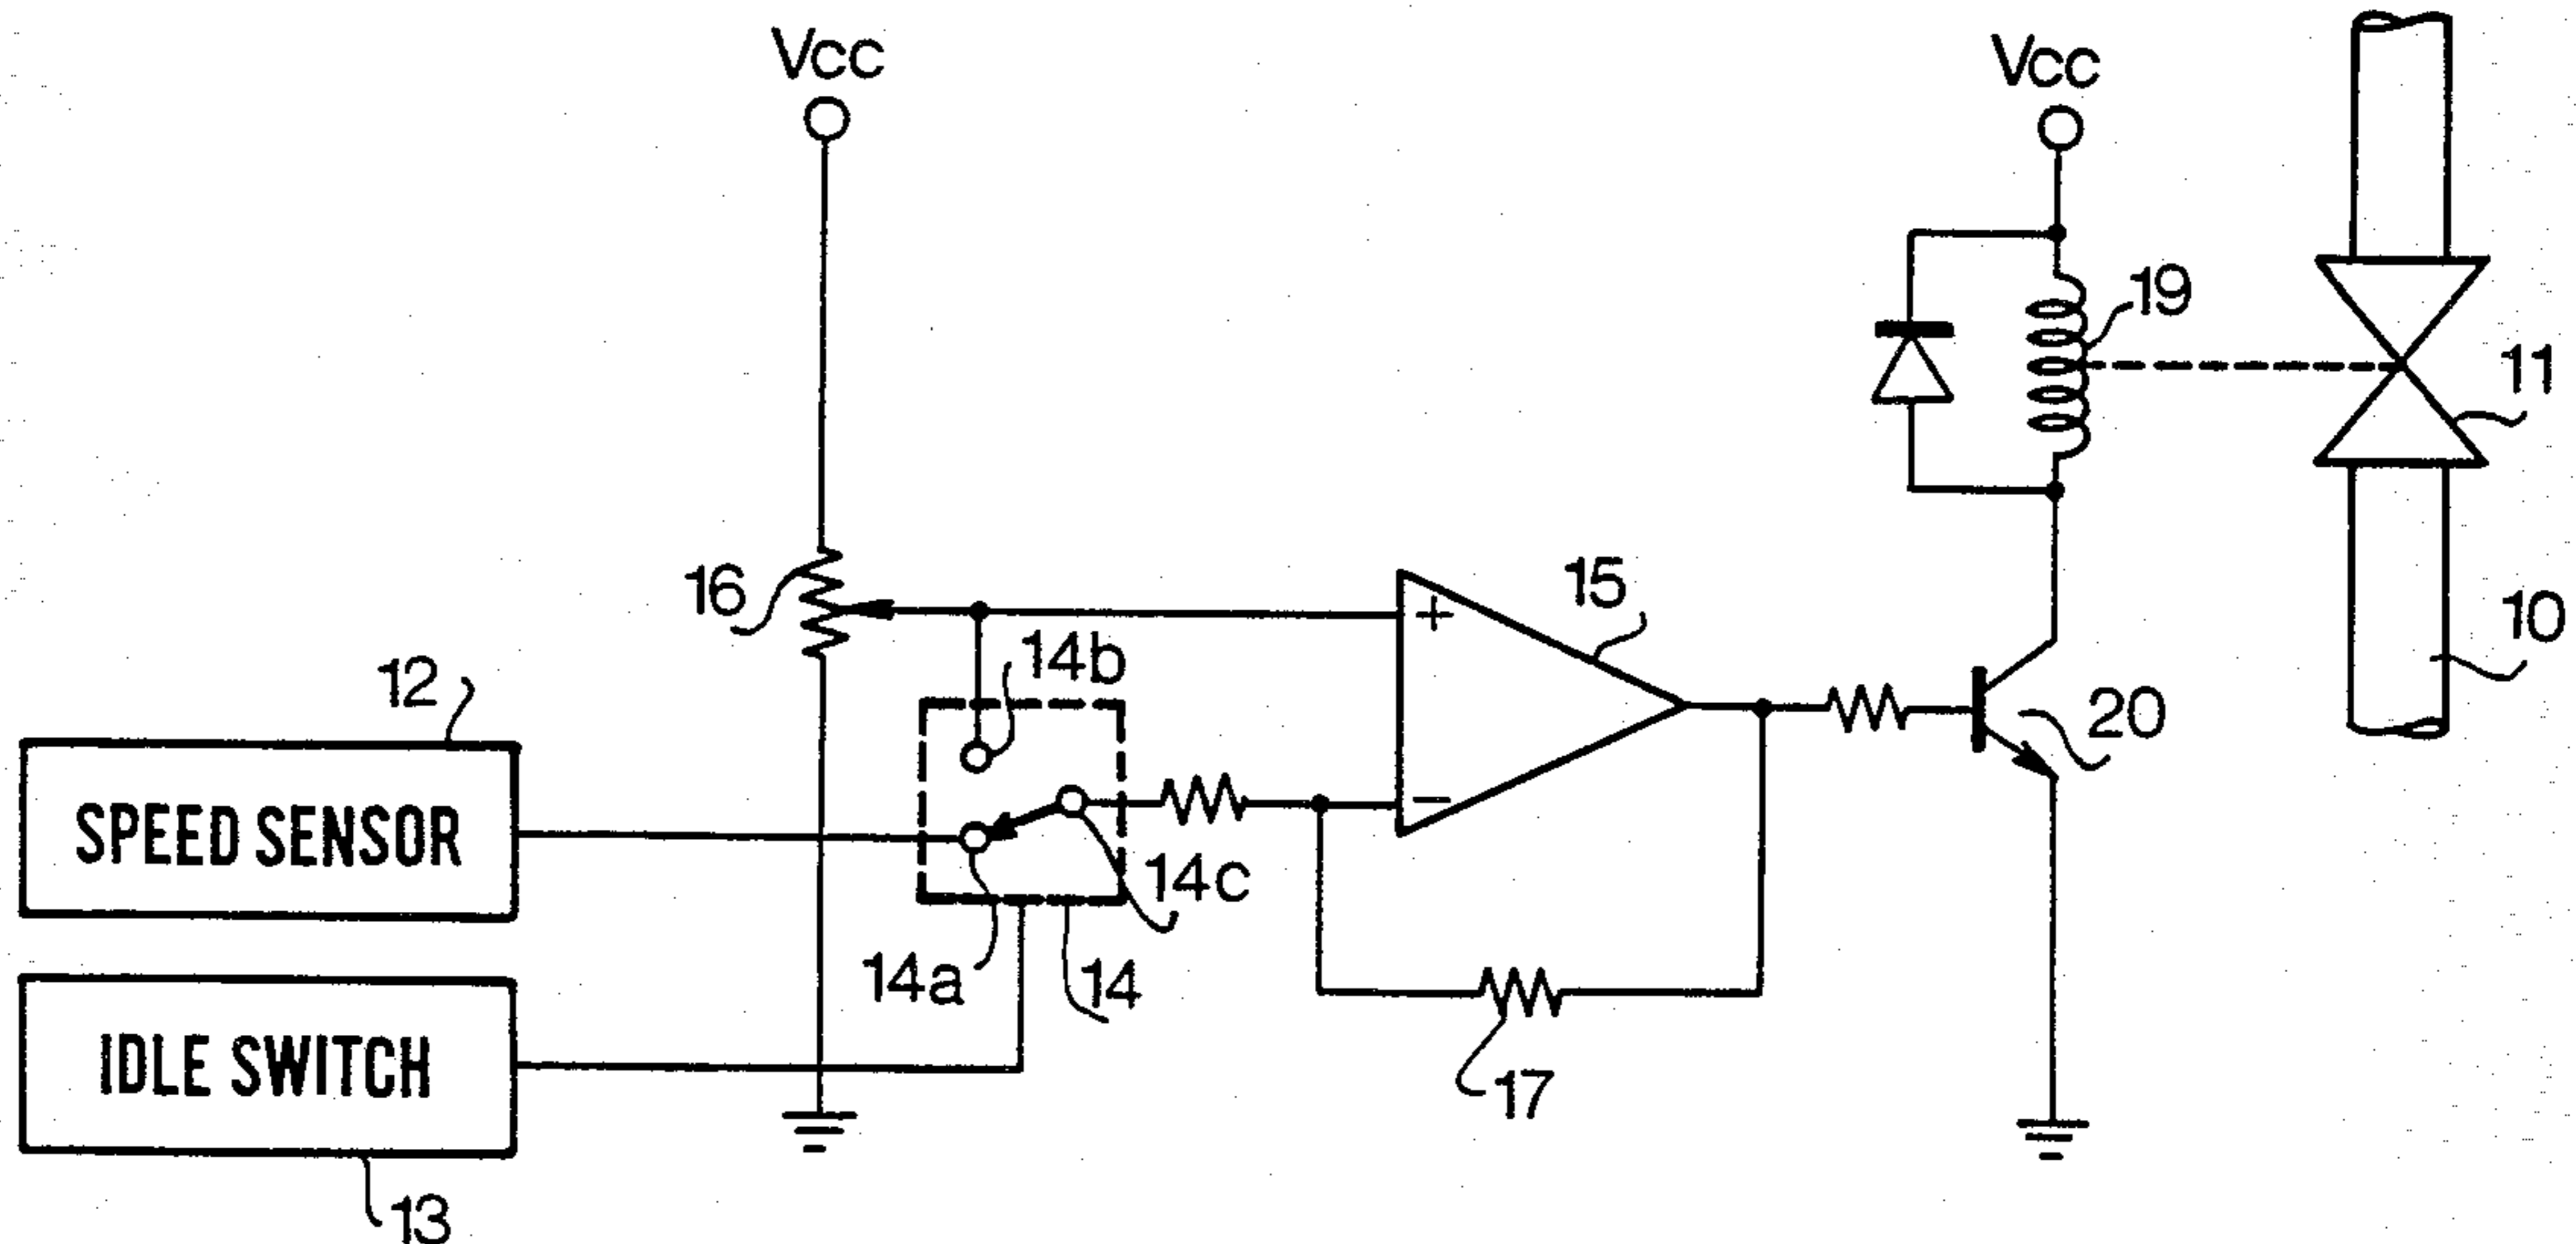 Vcc
Vcc
19
11
16
15
10
14b
12
20
SPEED SENSOR
+
−
14c
14a
14
IDLE SWITCH
17
13